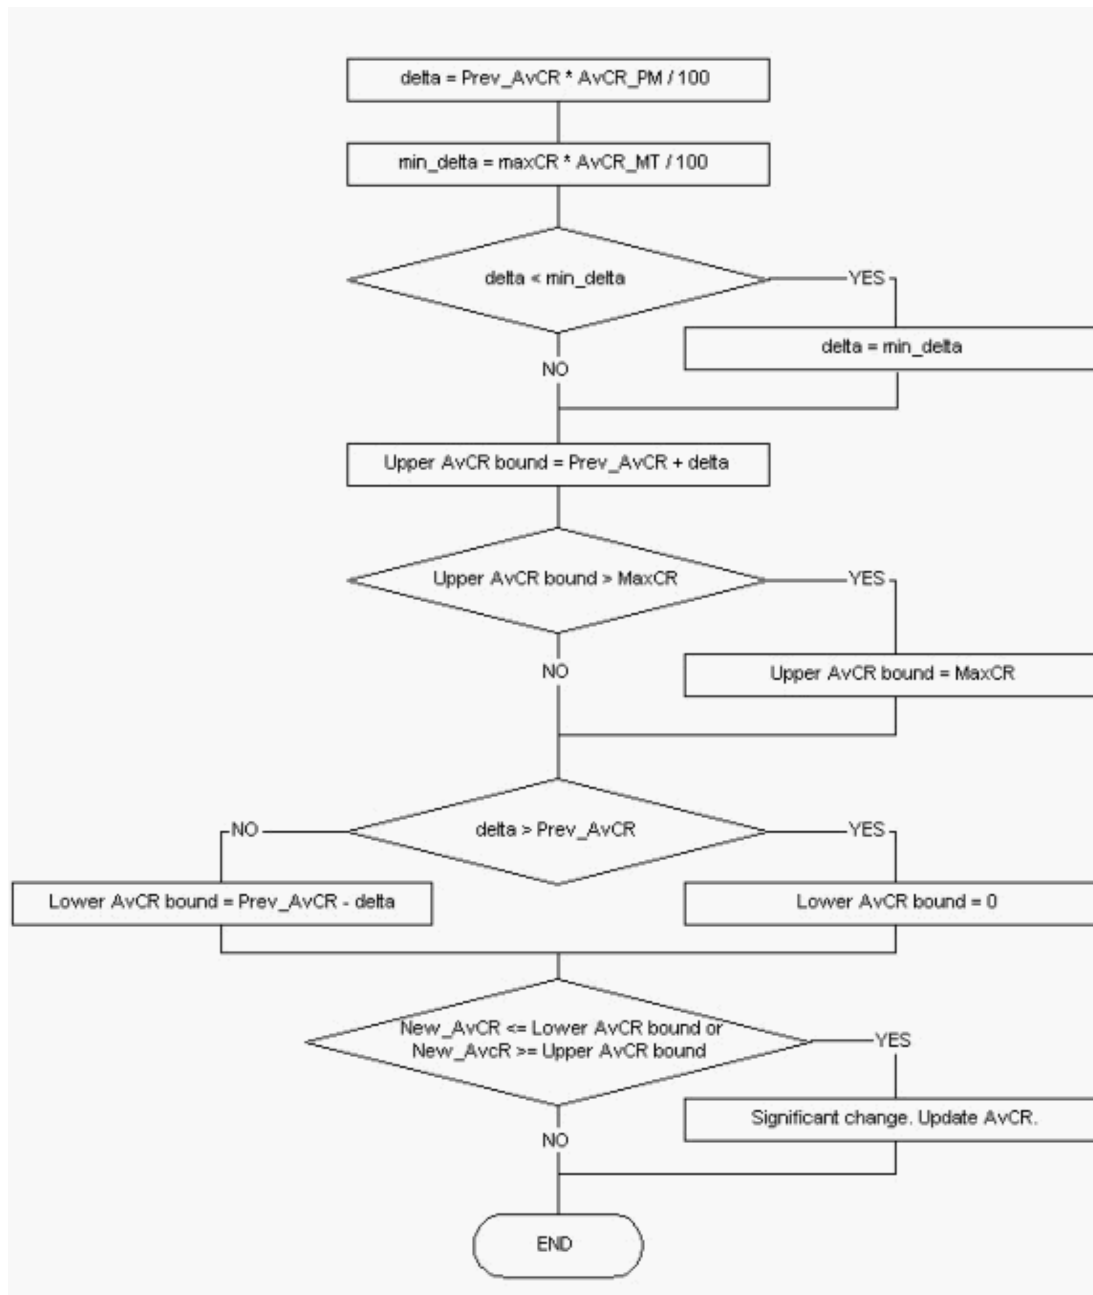 delta = Prev_AvCR * AvCR_PM / 100
min_delta = maxCR * AvCR_MT / 100
delta < min_delta
YES
delta = min_delta
NO
Upper AvCR bound = Prev_AvCR + delta
Upper AvCR bound > MaxCR
YES
NO
Upper AvCR bound = MaxCR
NO
delta > Prev_AvCR
YES
Lower AvCR bound = Prev_AvCR - delta
Lower AvCR bound = 0
New_AvCR <= Lower AvCR bound or
New_AvcR >= Upper AvCR bound
YES
Significant change. Update AvCR.
NO
END